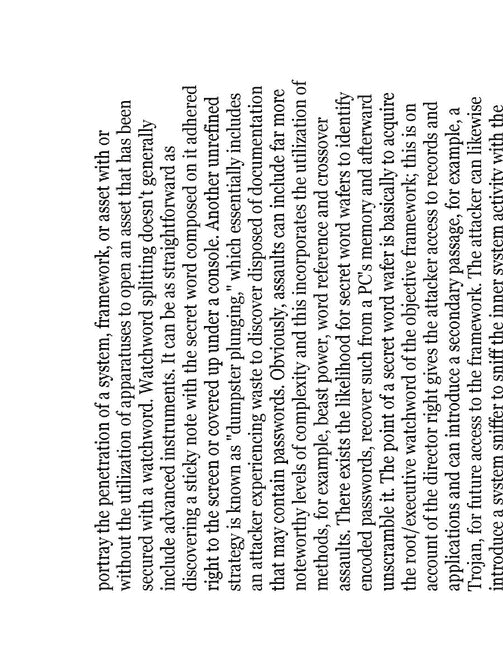 portray the penetration of a system, framework, or asset with or
without the utilization of apparatuses to open an asset that has been
secured with a watchword. Watchword splitting doesn't generally
include advanced instruments. It can be as straightforward as
discovering a sticky note with the secret word composed on it adhered
right to the screen or covered up under a console. Another unrefined
strategy is known as "dumpster plunging," which essentially includes
an attacker experiencing waste to discover disposed of documentation
that may contain passwords. Obviously, assaults can include far more
noteworthy levels of complexity and this incorporates the utilization of
methods, for example, beast power, word reference and crossover
assaults. There exists the likelihood for secret word wafers to identify
encoded passwords, recover such from a PC's memory and afterward
unscramble it. The point of a secret word wafer is basically to acquire
the root/executive watchword of the objective framework; this is on
account of the director right gives the attacker access to records and
applications and can introduce a secondary passage, for example, a
Trojan, for future access to the framework. The attacker can likewise
introduce a system sniffer to sniff the inner system activity with the